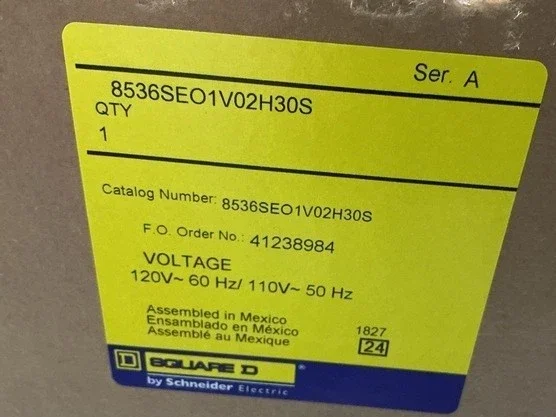 Ser. A
8536SEO1V02H30S
QTY
1
Catalog Number: 8536SEO1V02H30S
F.O. Order No.: 41238984
VOLTAGE
120V~ 60 Hz/ 110V~ 50 Hz
Assembled in Mexico
Ensamblado en México
Assemblé au Mexique
1827
24
D SQUARE D ®
by Schneider Electric